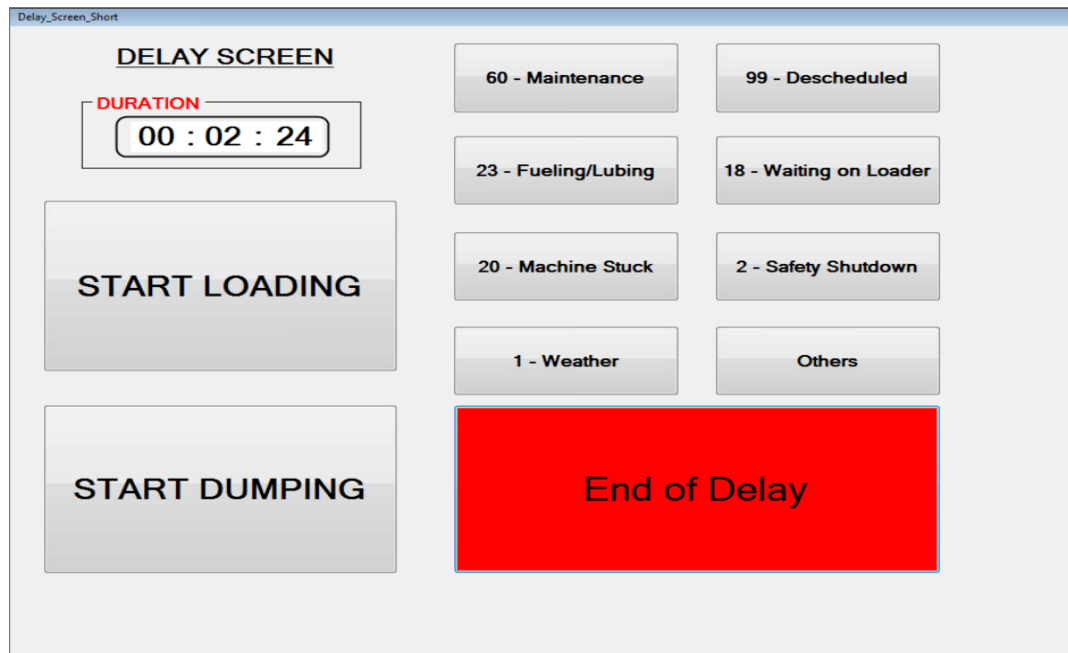 Delay_Screen_Short
DELAY SCREEN
DURATION
00 : 02 : 24
START LOADING
START DUMPING
60 - Maintenance
99 - Descheduled
23 - Fueling/Lubing
18 - Waiting on Loader
20 - Machine Stuck
2 - Safety Shutdown
1 - Weather
Others
End of Delay